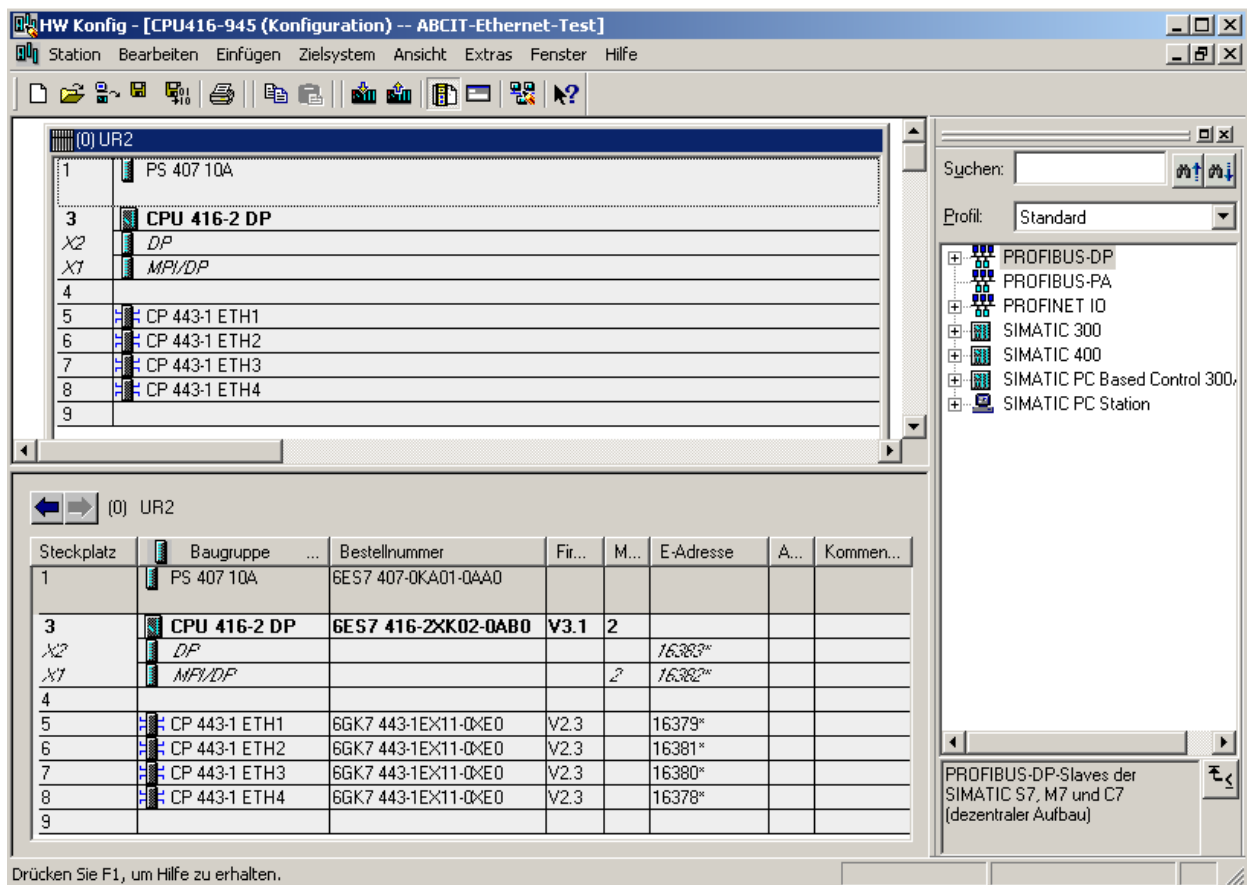 HW Konfig - [CPU416-945 (Konfiguration) -- ABCIT-Ethernet-Test]
Station Bearbeiten Einfügen Zielsystem Ansicht Extras Fenster Hilfe
(0) UR2
1 PS 407 10A
3 CPU 416-2 DP
X2 DP
X1 MPI/DP
4
5 CP 443-1 ETH1
6 CP 443-1 ETH2
7 CP 443-1 ETH3
8 CP 443-1 ETH4
9
Suchen:
Profil: Standard
PROFIBUS-DP
PROFIBUS-PA
PROFINET IO
SIMATIC 300
SIMATIC 400
SIMATIC PC Based Control 300/
SIMATIC PC Station
(0) UR2
Steckplatz Baugruppe ... Bestellnummer Fir... M... E-Adresse A... Kommen...
1 PS 407 10A 6ES7 407-0KA01-0AA0
3 CPU 416-2 DP 6ES7 416-2XK02-0AB0 V3.1 2
X2 DP 16383*
X1 MPI/DP 2 16382*
4
5 CP 443-1 ETH1 6GK7 443-1EX11-0XE0 V2.3 16379*
6 CP 443-1 ETH2 6GK7 443-1EX11-0XE0 V2.3 16381*
7 CP 443-1 ETH3 6GK7 443-1EX11-0XE0 V2.3 16380*
8 CP 443-1 ETH4 6GK7 443-1EX11-0XE0 V2.3 16378*
9
PROFIBUS-DP-Slaves der
SIMATIC S7, M7 und C7
(dezentraler Aufbau)
Drücken Sie F1, um Hilfe zu erhalten.